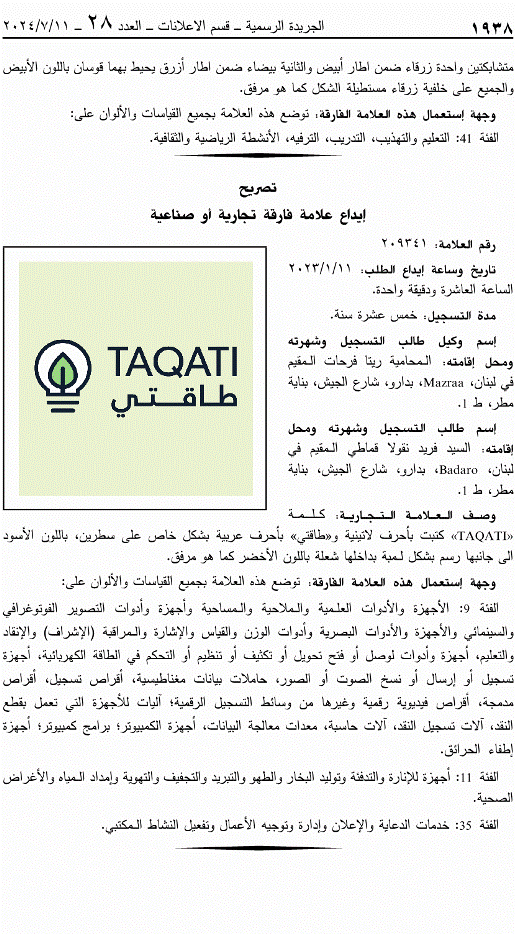 ١٩٣٨ الجريدة الرسمية ــ قسم الاعلانات ــ العدد ٢٨ ــ ٢٠٢٤/٧/١١
متشابكتين واحدة زرقاء ضمن اطار أبيض والثانية بيضاء ضمن اطار أزرق يحيط بهما قوسان باللون الأبيض
والجميع على خلفية زرقاء مستطيلة الشكل كما هو مرفق.
وجهة إستعمال هذه العلامة الفارقة: توضع هذه العلامة بجميع القياسات والألوان على:
الفئة 41: التعليم والتهذيب، التدريب، الترفيه، الأنشطة الرياضية والثقافية.
تصريح
إيداع علامة فارقة تجارية أو صناعية
رقم العلامة: ٢٠٩٣٤١
تاريخ وساعة إيداع الطلب: ٢٠٢٣/١/١١
الساعة العاشرة ودقيقة واحدة.
مدة التسجيل: خمس عشرة سنة.
إسم وكيل طالب التسجيل وشهرته
ومحل إقامته: المحامية ريتا فرحات المقيم
في لبنان، Mazraa، بدارو، شارع الجيش، بناية
مطر، ط 1.
إسم طالب التسجيل وشهرته ومحل
إقامته: السيد فريد نقولا قماطي المقيم في
لبنان، Badaro، بدارو، شارع الجيش، بناية
مطر، ط 1.
TAQATI
طاقتي
وصف العلامة التجارية: كلمة
«TAQATI» كتبت بأحرف لاتينية و«طاقتي» بأحرف عربية بشكل خاص على سطرين، باللون الأسود
الى جانبها رسم بشكل لمبة بداخلها شعلة باللون الأخضر كما هو مرفق.
وجهة إستعمال هذه العلامة الفارقة: توضع هذه العلامة بجميع القياسات والألوان على:
الفئة 9: الأجهزة والأدوات العلمية والملاحية والمساحية وأجهزة وأدوات التصوير الفوتوغرافي
والسينمائي والأجهزة والأدوات البصرية وأدوات الوزن والقياس والإشارة والمراقبة (الإشراف) والإنقاد
والتعليم، أجهزة وأدوات لوصل أو فتح تحويل أو تكثيف أو تنظيم أو التحكم في الطاقة الكهربائية، أجهزة
تسجيل أو إرسال أو نسخ الصوت أو الصور، حاملات بيانات مغناطيسية، أقراص تسجيل، أقراص
مدمجة، أقراص فيديوية رقمية وغيرها من وسائط التسجيل الرقمية؛ آليات للأجهزة التي تعمل بقطع
النقد، آلات تسجيل النقد، آلات حاسبة، معدات معالجة البيانات، أجهزة الكمبيوتر؛ برامج كمبيوتر؛ أجهزة
إطفاء الحرائق.
الفئة 11: أجهزة للإنارة والتدفئة وتوليد البخار والطهو والتبريد والتجفيف والتهوية وإمداد المياه والأغراض
الصحية.
الفئة 35: خدمات الدعاية والإعلان وإدارة وتوجيه الأعمال وتفعيل النشاط المكتبي.